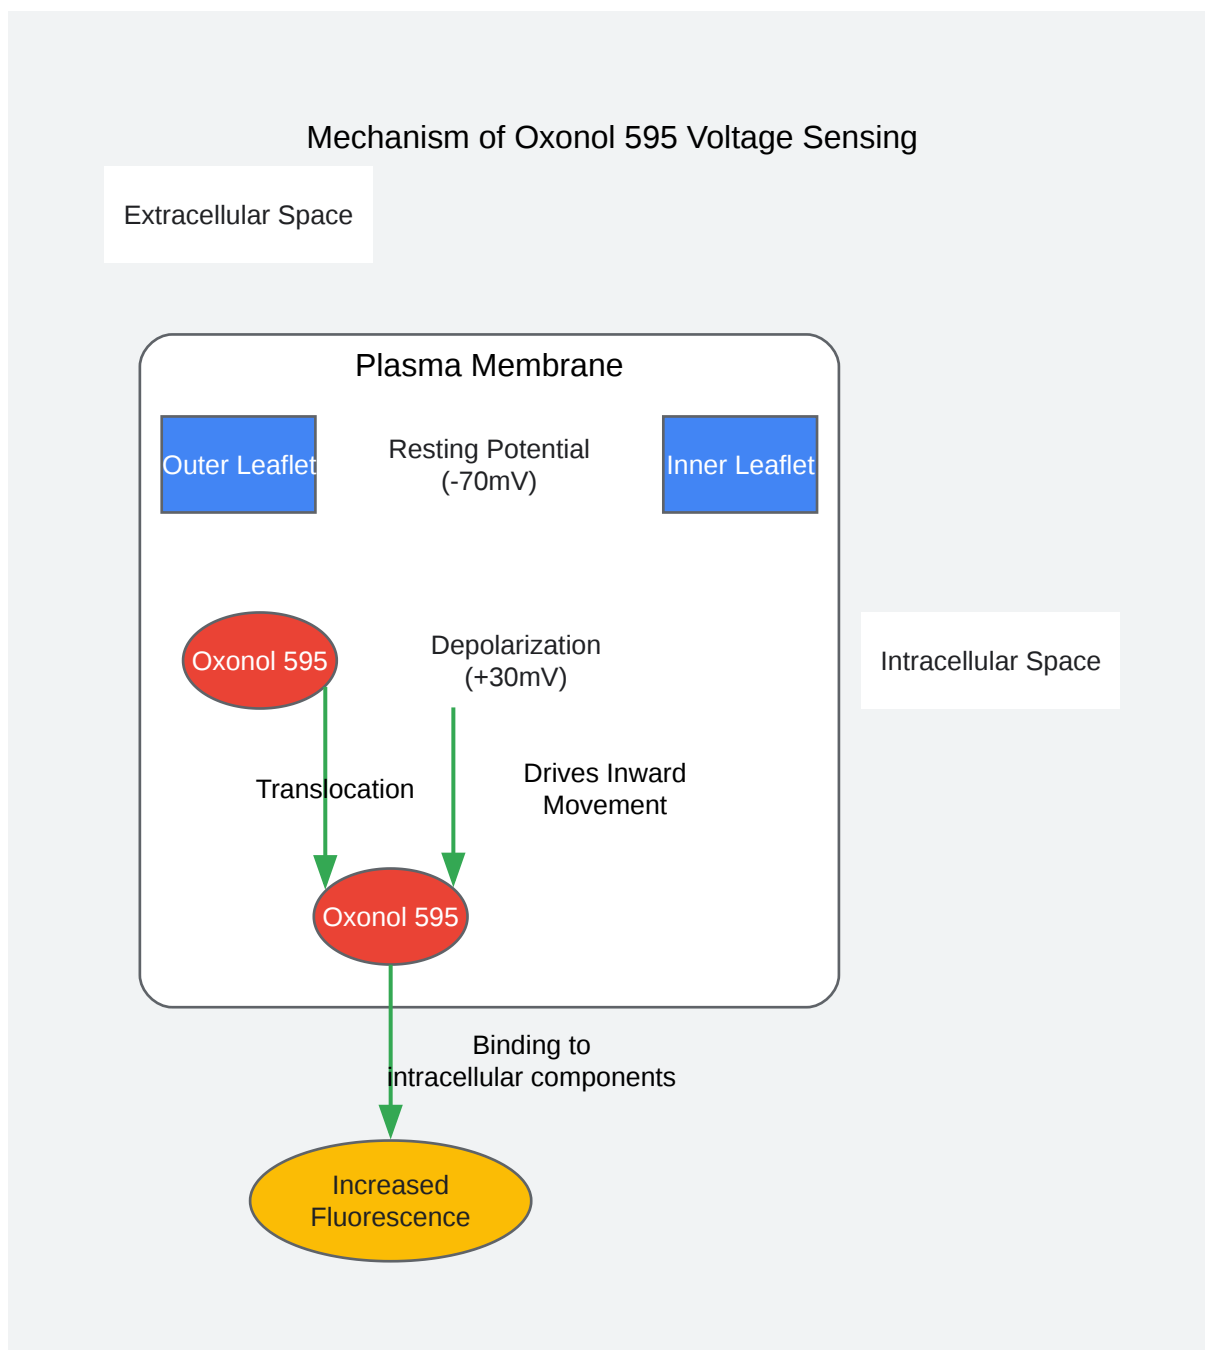 Mechanism of Oxonol 595 Voltage Sensing
Extracellular Space
Plasma Membrane
Outer Leaflet
Resting Potential
(-70mV)
Inner Leaflet
Oxonol 595
Depolarization
(+30mV)
Intracellular Space
Translocation
Drives Inward
Movement
Oxonol 595
Binding to
intracellular components
Increased
Fluorescence